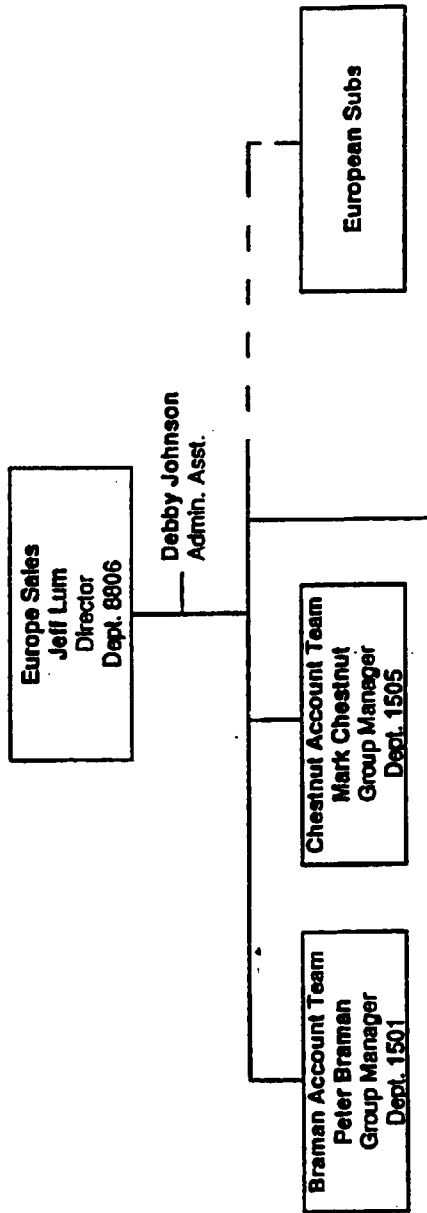 Europe Sales
Jeff Lum
Director
Dept. 8806
Debby Johnson
Admin. Asst.
Braman Account Team
Peter Braman
Group Manager
Dept. 1501
Chestnut Account Team
Mark Chestnut
Group Manager
Dept. 1505
European Subs